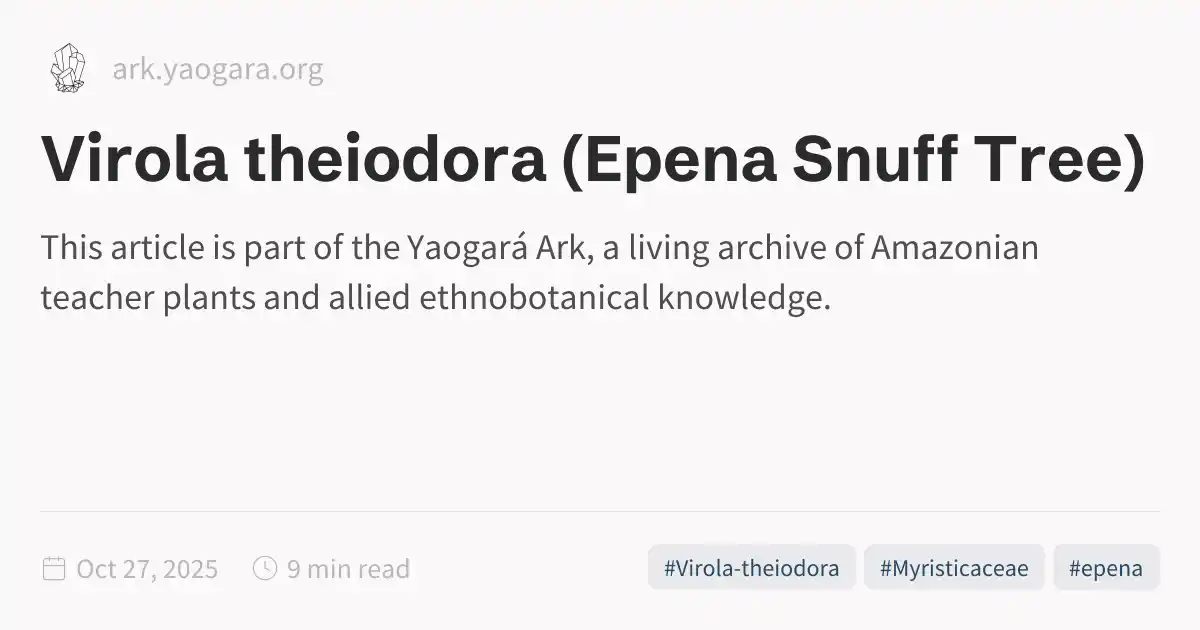 ark.yaogara.org
Virola theiodora (Epena Snuff Tree)
This article is part of the Yaogará Ark, a living archive of Amazonian
teacher plants and allied ethnobotanical knowledge.
Oct 27, 2025 9 min read #Virola-theiodora #Myristicaceae #epena